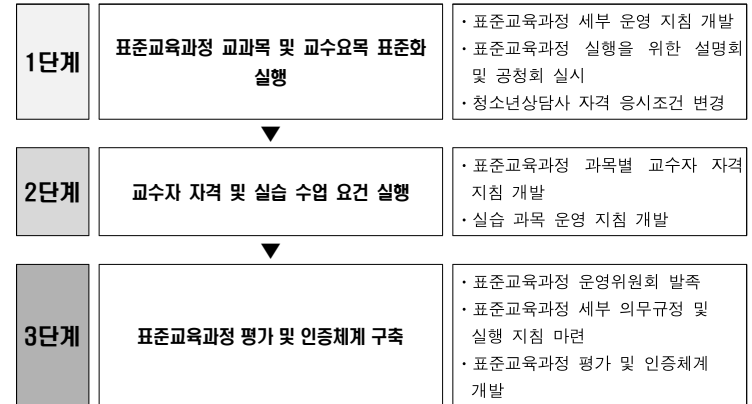 1단계
표준교육과정 교과목 및 교수요목 표준화
실행
· 표준교육과정 세부 운영 지침 개발
· 표준교육과정 실행을 위한 설명회
및 공청회 실시
· 청소년상담사 자격 응시조건 변경
2단계
교수자 자격 및 실습 수업 요건 실행
· 표준교육과정 과목별 교수자 자격
지침 개발
· 실습 과목 운영 지침 개발
3단계
표준교육과정 평가 및 인증체계 구축
· 표준교육과정 운영위원회 발족
· 표준교육과정 세부 의무규정 및
실행 지침 마련
· 표준교육과정 평가 및 인증체계
개발